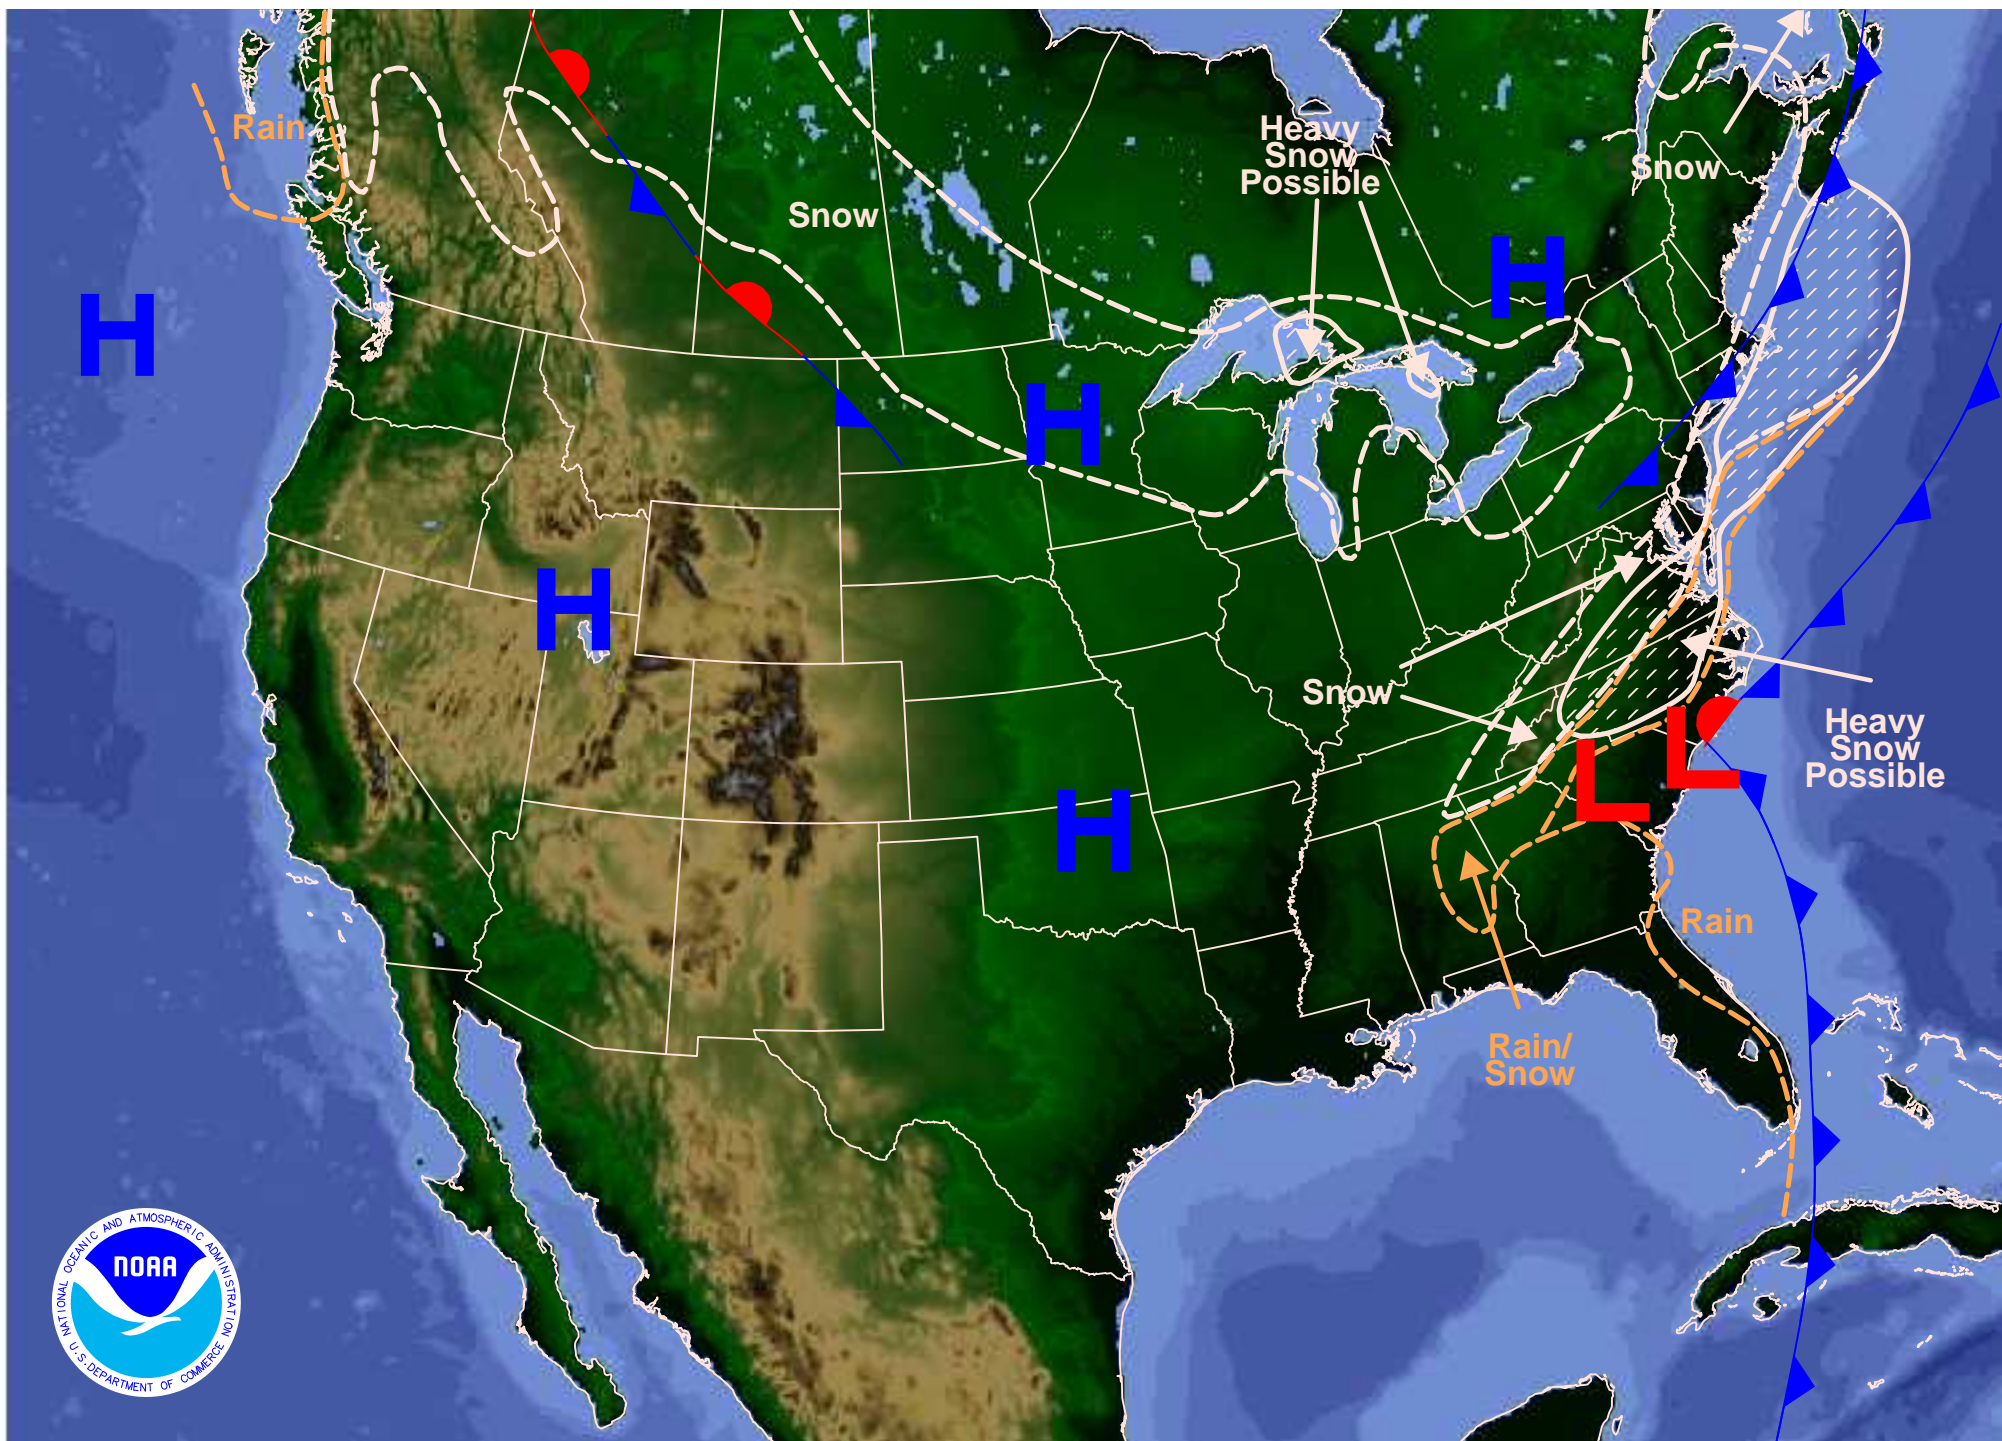 Rain
Heavy
Snow
Possible
Snow
Snow
H
H
H
H
Snow
Heavy
Snow
Possible
H
L
L
H
Rain
Rain/
Snow
NATIONAL OCEANIC AND ATMOSPHERIC ADMINISTRATION
NOAA
U.S. DEPARTMENT OF COMMERCE